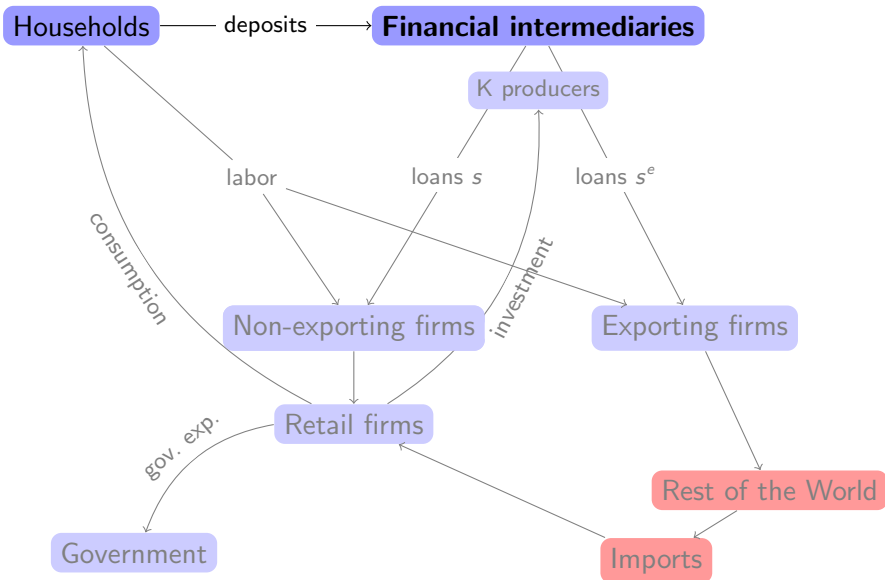 Households
deposits
Financial intermediaries
K producers
labor
loans s
loans sᵉ
consumption
investment
Non-exporting firms
Exporting firms
Retail firms
gov. exp.
Rest of the World
Government
Imports